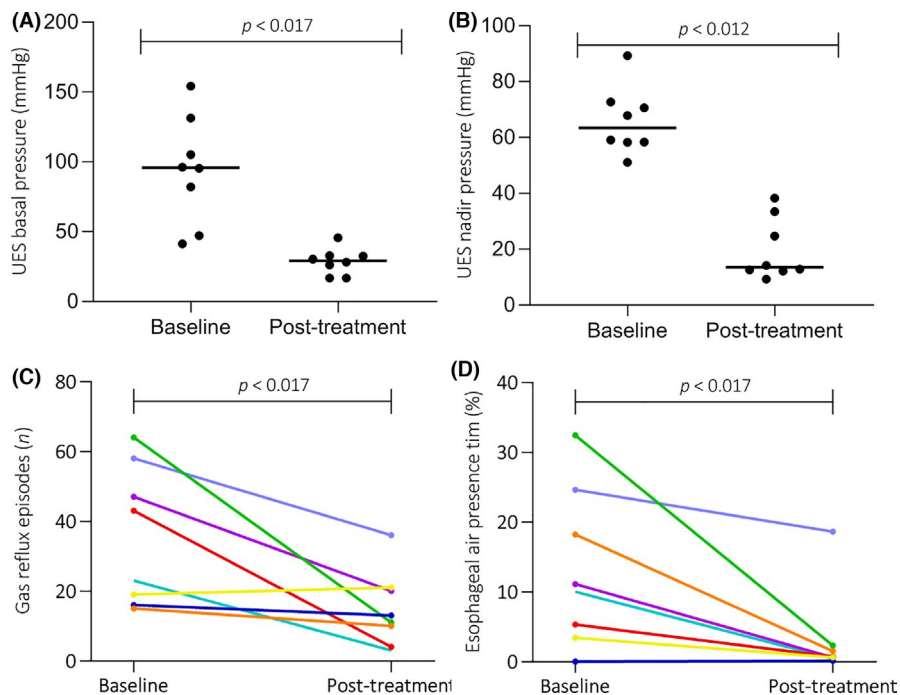 (A)
p < 0.017
UES basal pressure (mmHg)
200
150
100
50
0
Baseline
Post-treatment
(B)
p < 0.012
UES nadir pressure (mmHg)
100
80
60
40
20
0
Baseline
Post-treatment
(C)
p < 0.017
Gas reflux episodes (n)
80
60
40
20
0
Baseline
Post-treatment
(D)
p < 0.017
Esophageal air presence tim (%)
40
30
20
10
0
Baseline
Post-treatment